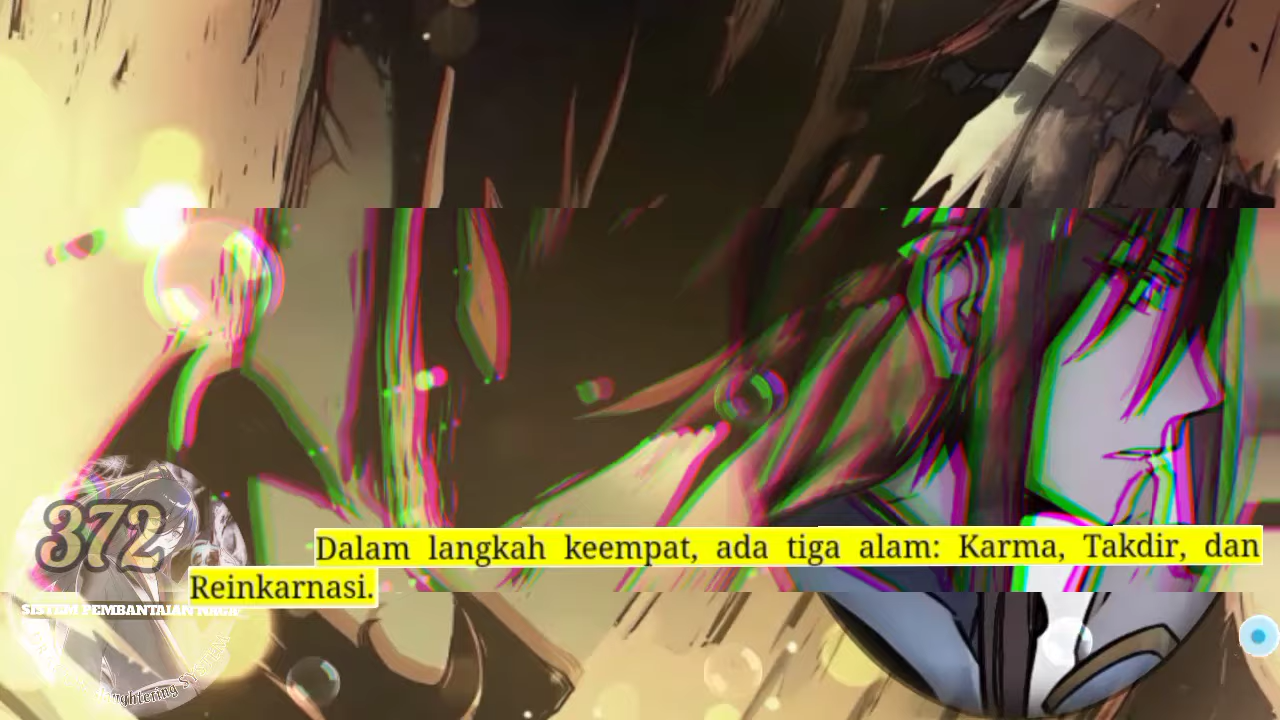 Dalam langkah keempat, ada tiga alam: Karma, Takdir, dan
Reinkarnasi.
372
SISTEM PEMBANTAIAN NAGA